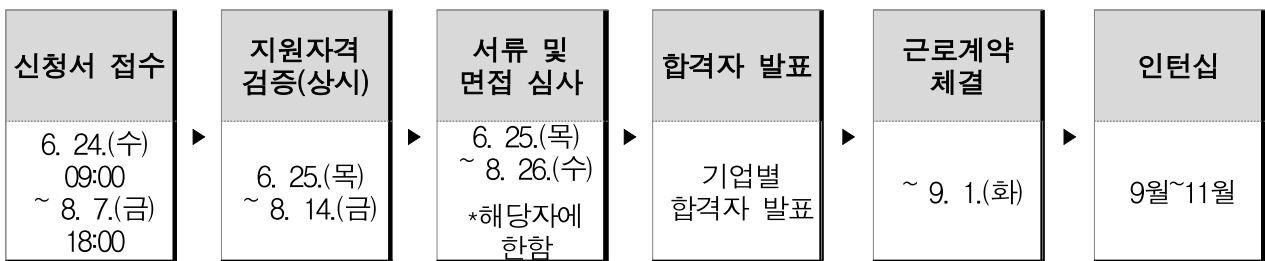 신청서 접수
6. 24.(수)
09:00
~ 8. 7.(금)
18:00
▶
지원자격
검증(상시)
6. 25.(목)
~ 8. 14.(금)
▶
서류 및
면접 심사
6. 25.(목)
~ 8. 26.(수)
*해당자에
한함
▶
합격자 발표
기업별
합격자 발표
▶
근로계약
체결
~ 9. 1.(화)
▶
인턴십
9월~11월